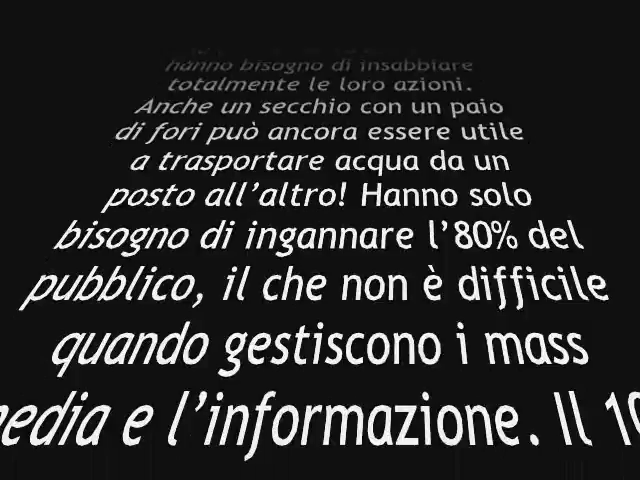 hanno bisogno di insabbiare
totalmente le loro azioni.
Anche un secchio con un paio
di fori può ancora essere utile
a trasportare acqua da un
posto all’altro! Hanno solo
bisogno di ingannare l’80% del
pubblico, il che non è difficile
quando gestiscono i mass
media e l’informazione. Il